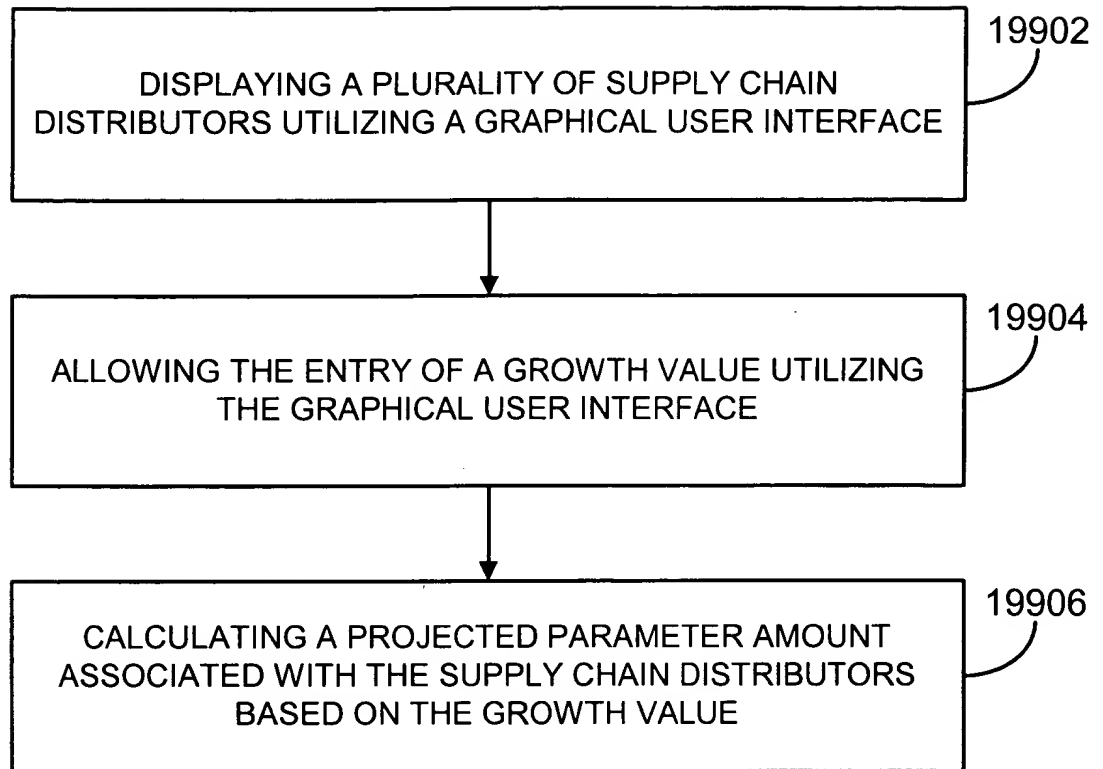 19902
DISPLAYING A PLURALITY OF SUPPLY CHAIN
DISTRIBUTORS UTILIZING A GRAPHICAL USER INTERFACE
19904
ALLOWING THE ENTRY OF A GROWTH VALUE UTILIZING
THE GRAPHICAL USER INTERFACE
19906
CALCULATING A PROJECTED PARAMETER AMOUNT
ASSOCIATED WITH THE SUPPLY CHAIN DISTRIBUTORS
BASED ON THE GROWTH VALUE